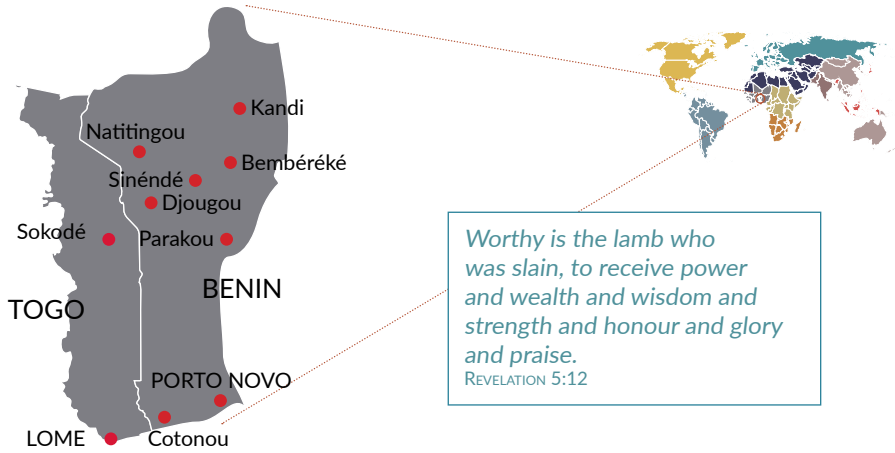 Kandi
Natitingou
Bembéréké
Sinéndé
Djougou
Sokodé
Parakou
BENIN
TOGO
PORTO NOVO
LOME
Cotonou
Worthy is the lamb who
was slain, to receive power
and wealth and wisdom and
strength and honour and glory
and praise.
Revelation 5:12